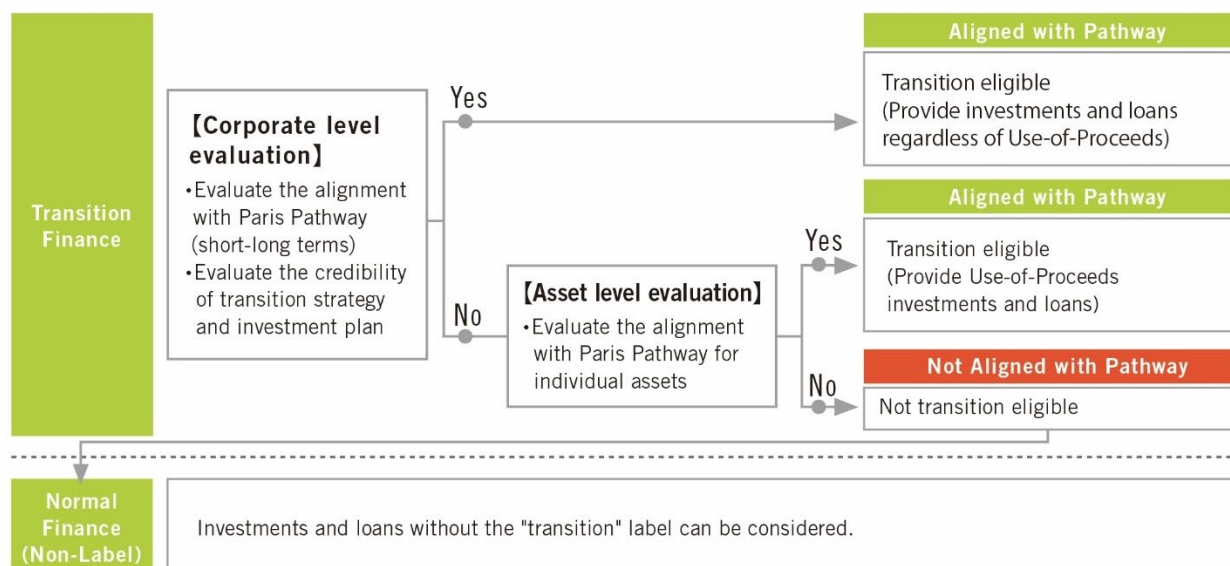 Transition
Finance
【Corporate level
evaluation】
•Evaluate the alignment
with Paris Pathway
(short-long terms)
•Evaluate the credibility
of transition strategy
and investment plan
Yes
No
【Asset level evaluation】
•Evaluate the alignment
with Paris Pathway for
individual assets
Yes
No
Aligned with Pathway
Transition eligible
(Provide investments and loans
regardless of Use-of-Proceeds)
Aligned with Pathway
Transition eligible
(Provide Use-of-Proceeds
investments and loans)
Not Aligned with Pathway
Not transition eligible
Normal
Finance
(Non-Label)
Investments and loans without the "transition" label can be considered.